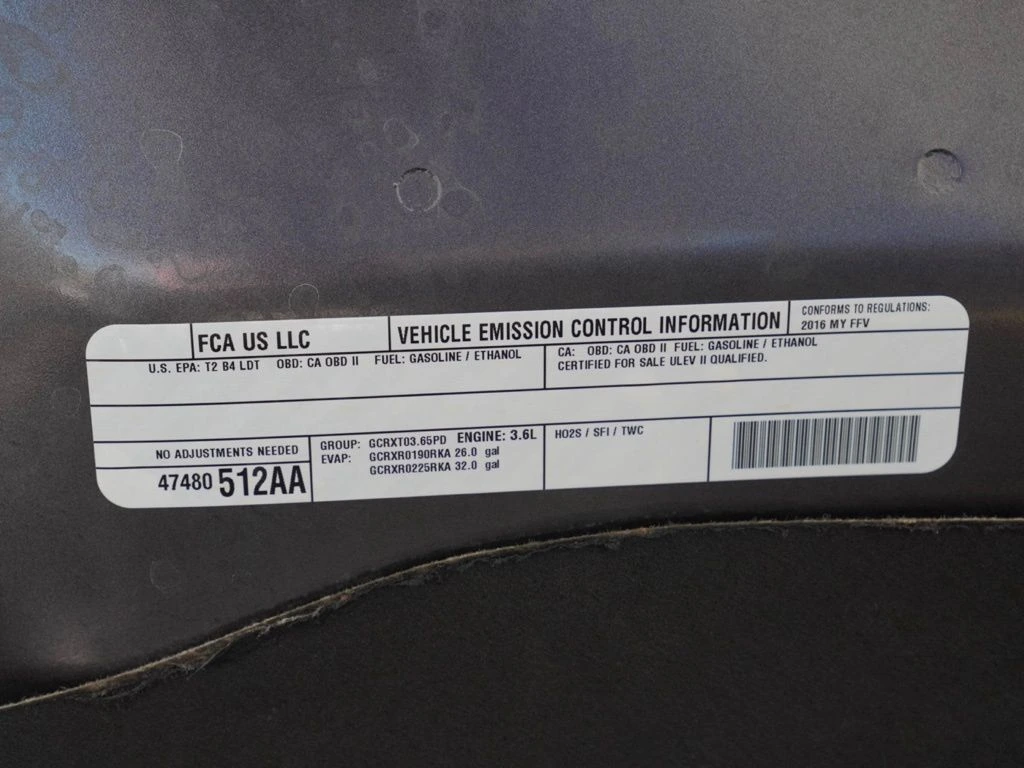 FCA US LLC
VEHICLE EMISSION CONTROL INFORMATION
CONFORMS TO REGULATIONS:
2016 MY FFV
U.S. EPA: T2 B4 LDT OBD: CA OBD II FUEL: GASOLINE / ETHANOL
CA: OBD: CA OBD II FUEL: GASOLINE / ETHANOL
CERTIFIED FOR SALE ULEV II QUALIFIED.
NO ADJUSTMENTS NEEDED
47480 512AA
GROUP: GCRXT03.65PD ENGINE: 3.6L
EVAP: GCRXR0190RKA 26.0 gal
GCRXR0225RKA 32.0 gal
HO2S / SFI / TWC